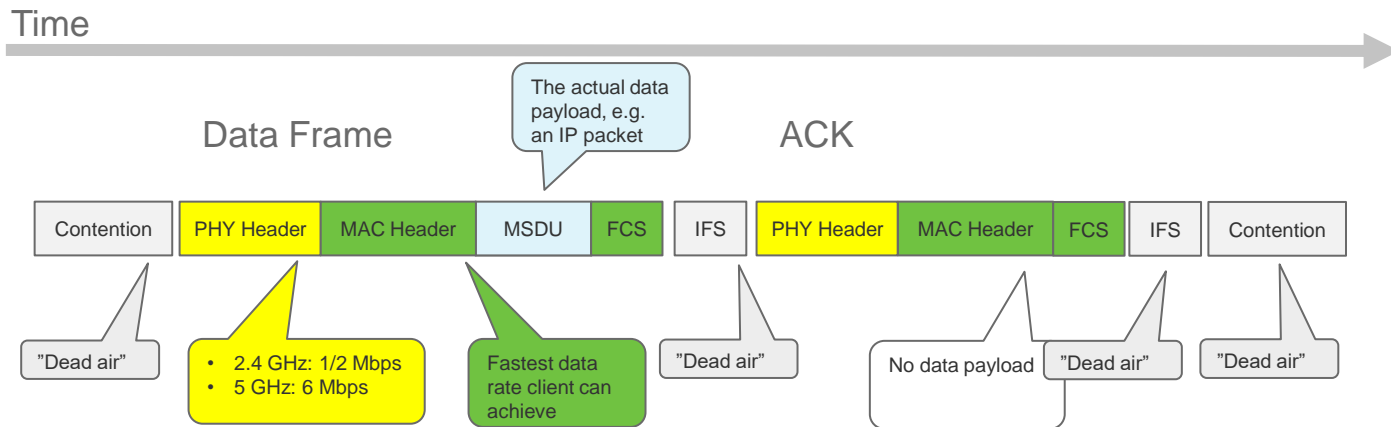 Time
The actual data
payload, e.g.
an IP packet
Data Frame
ACK
Contention
PHY Header
MAC Header
MSDU
FCS
IFS
PHY Header
MAC Header
FCS
IFS
Contention
"Dead air"
• 2.4 GHz: 1/2 Mbps
• 5 GHz: 6 Mbps
Fastest data
rate client can
achieve
"Dead air"
No data payload
"Dead air"
"Dead air"